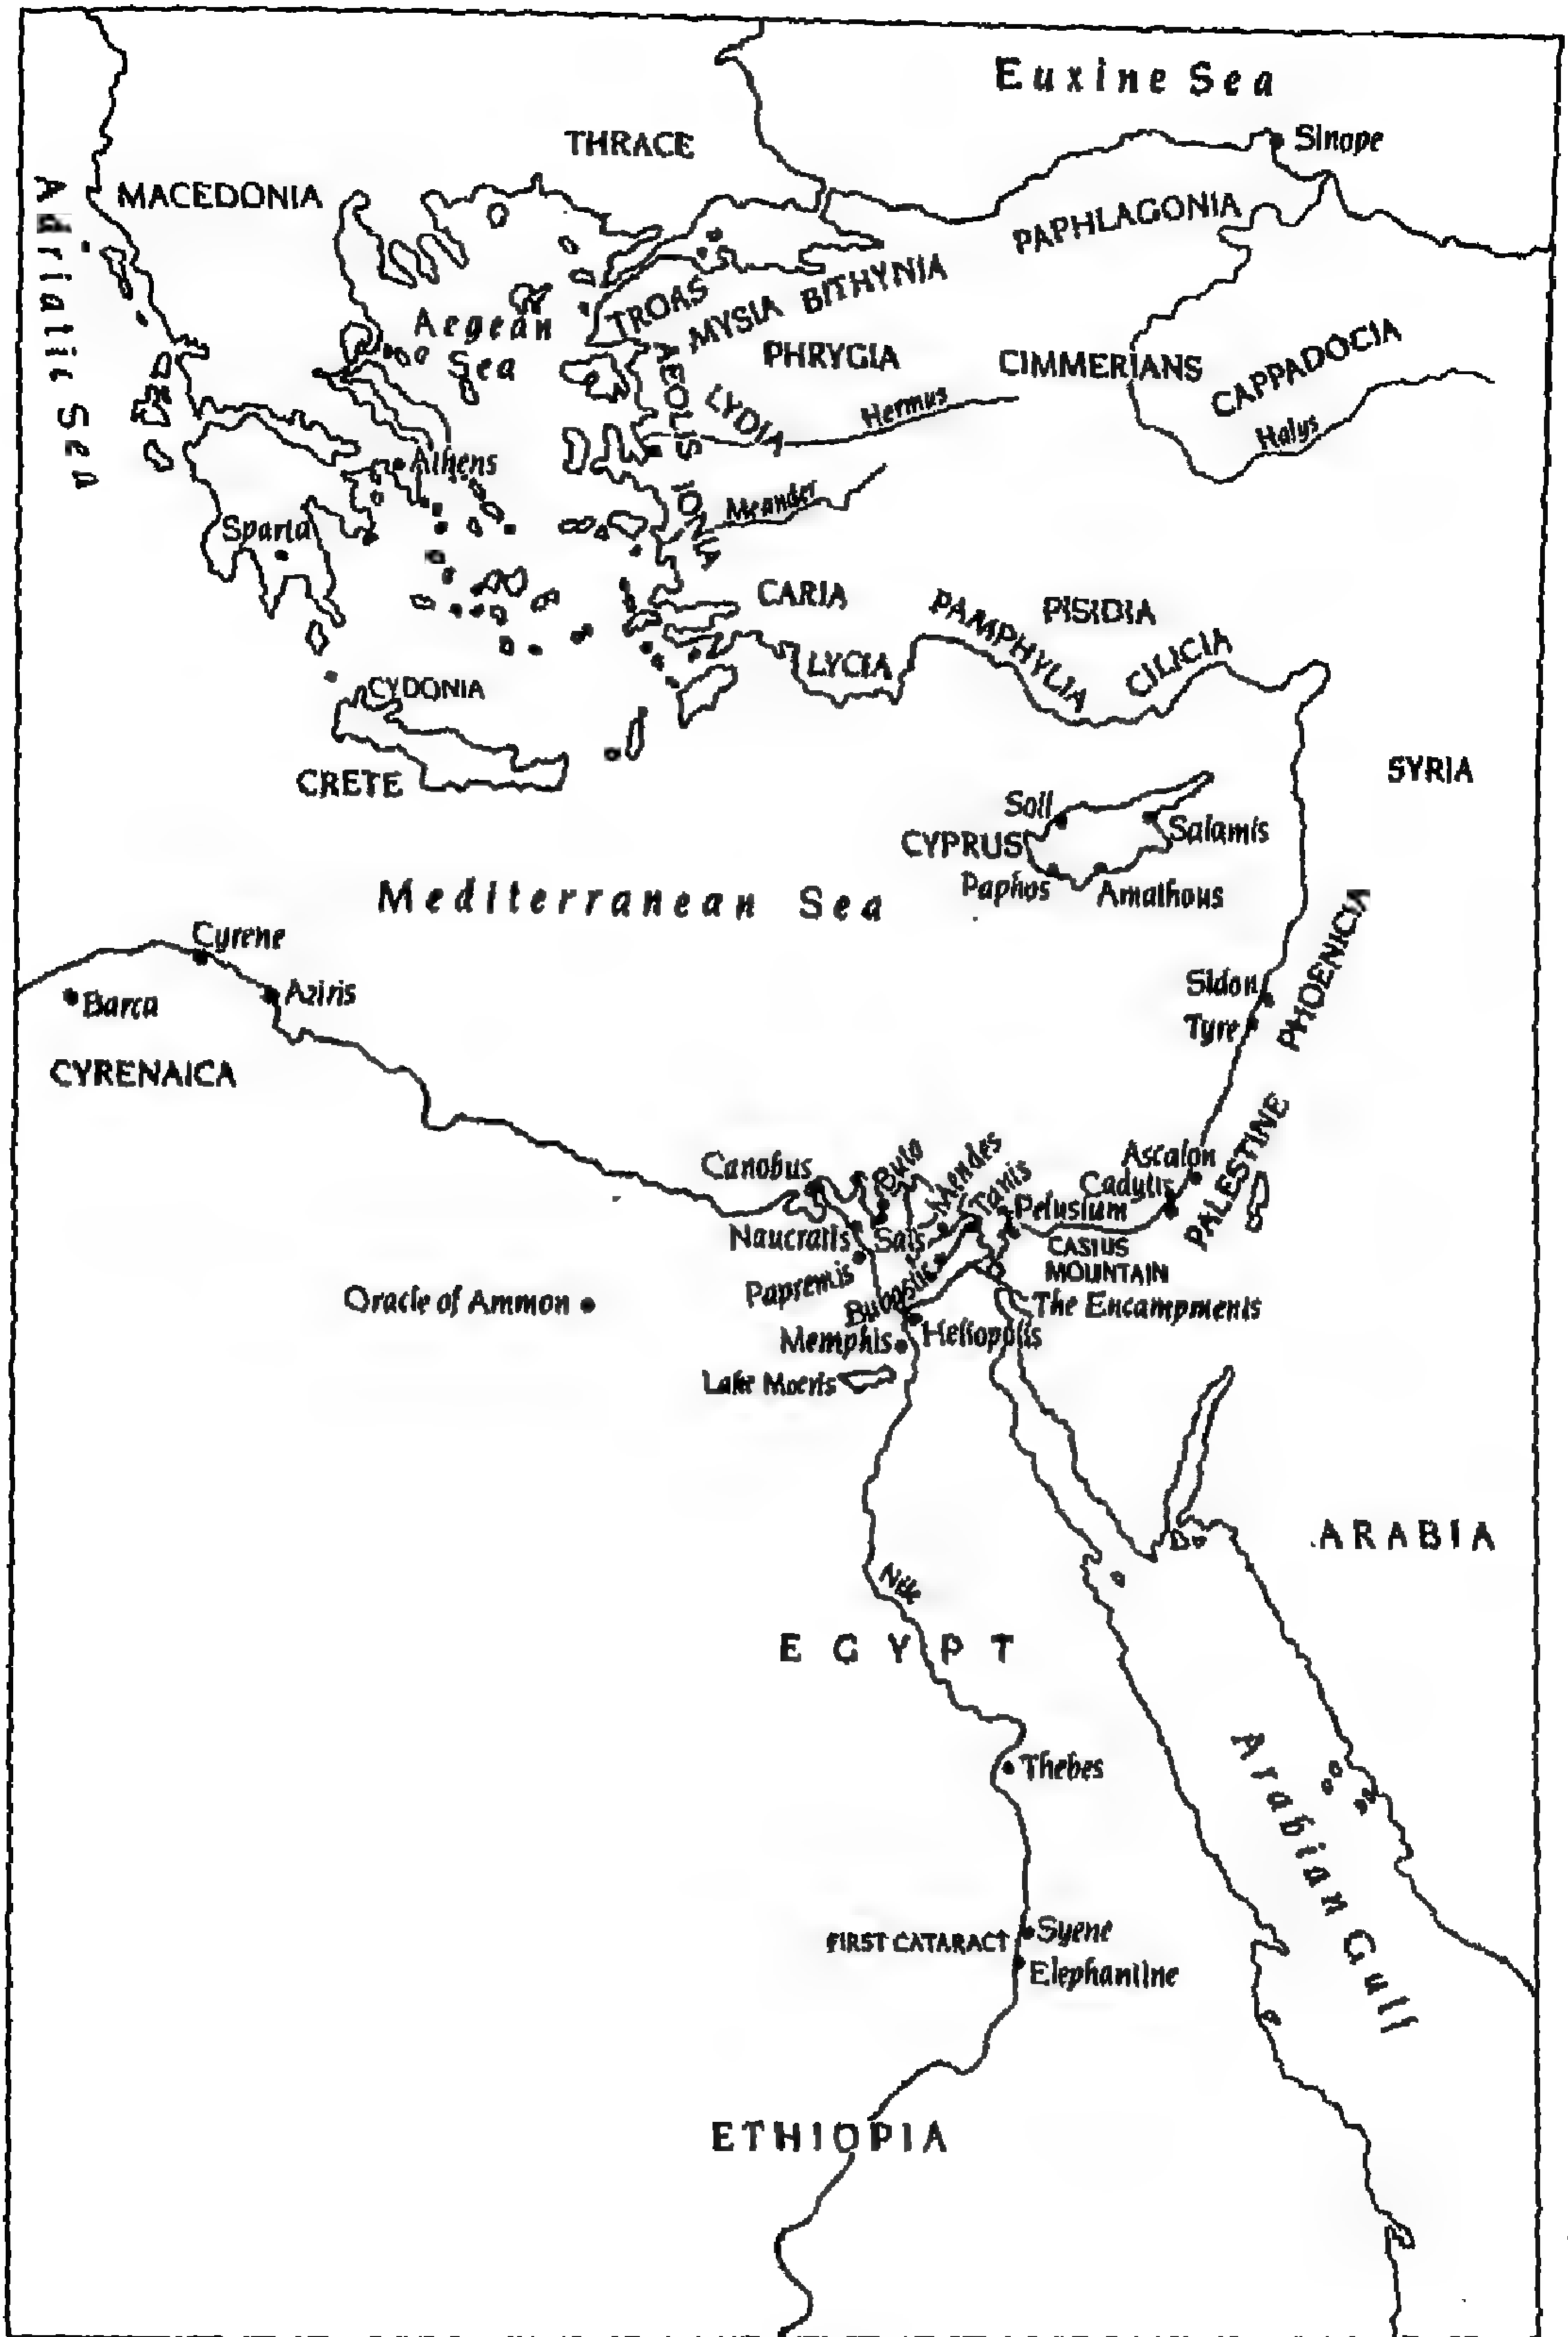 Euxine Sea
Sinope
THRACE
MACEDONIA
Adriatic Sea
PAPHLAGONIA
BITHYNIA
MYSIA
TROAS
Aegean
Sea
AEOLIS
PHRYGIA
CIMMERIANS
CAPPADOCIA
LYDIA
Hermus
Halys
Athens
IONIA
Meander
Sparta
CARIA
PAMPHYLIA
PISIDIA
CILICIA
LYCIA
CYDONIA
CRETE
SYRIA
Soli
Salamis
CYPRUS
Paphos
Amathous
Mediterranean Sea
Cyrene
Aziris
Barca
CYRENAICA
Sidon
Tyre
PHOENICIA
PALESTINE
Ascalon
Cadytis
Canobus
Buto
Mendes
Tanis
Pelusium
Naucratis
Sais
CASIUS
MOUNTAIN
Papremis
Bubastis
The Encampments
Oracle of Ammon
Memphis
Heliopolis
Lake Moeris
ARABIA
Nile
EGYPT
Thebes
Arabian Gulf
FIRST CATARACT
Syene
Elephantine
ETHIOPIA